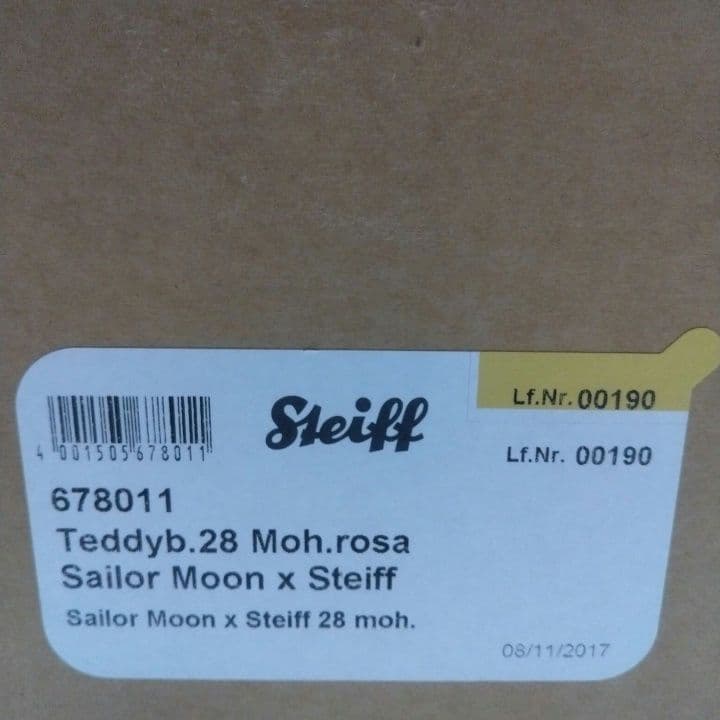 Lf.Nr. 00190
Steiff
4 001505 678011
Lf.Nr. 00190
678011
Teddyb.28 Moh.rosa
Sailor Moon x Steiff
Sailor Moon x Steiff 28 moh.
08/11/2017